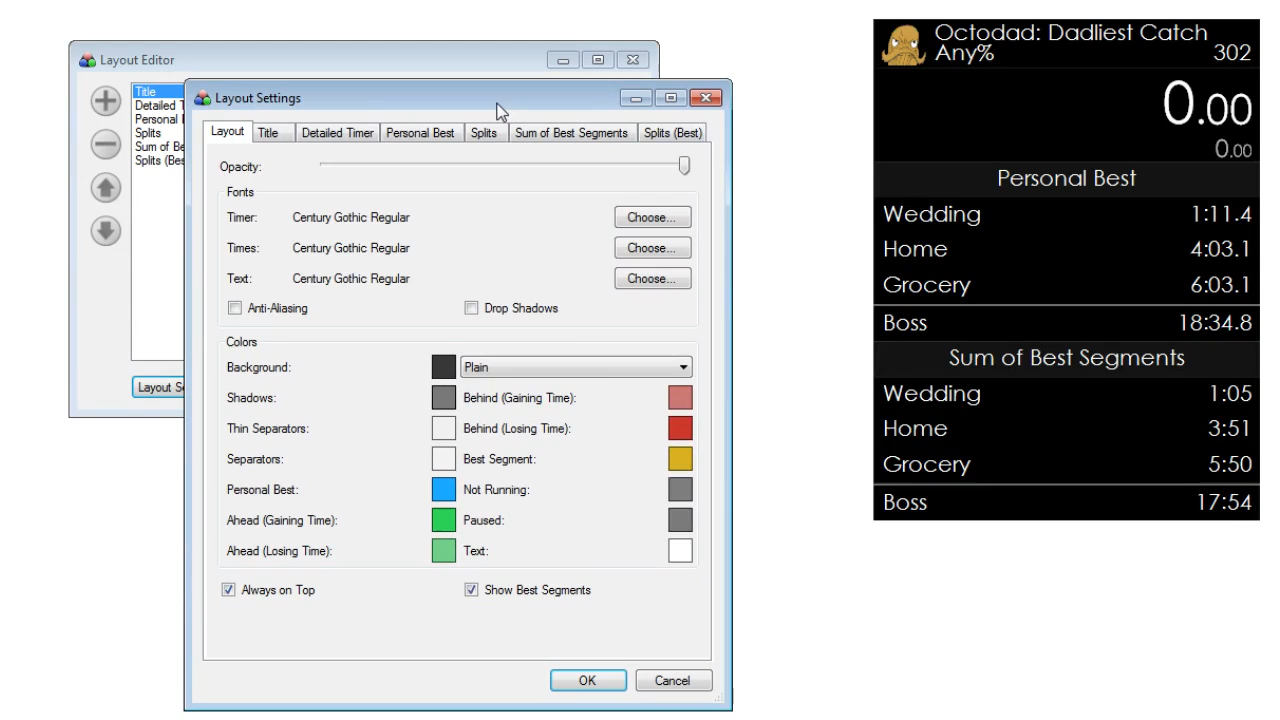 Layout Editor
Title
Detailed T
Personal
Splits
Sum of Be
Splits (Bes
Layout S
Layout Settings
Layout Title Detailed Timer Personal Best Splits Sum of Best Segments Splits (Best)
Opacity:
Fonts
Timer: Century Gothic Regular Choose...
Times: Century Gothic Regular Choose...
Text: Century Gothic Regular Choose...
Anti-Aliasing Drop Shadows
Colors
Background: Plain
Shadows: Behind (Gaining Time):
Thin Separators: Behind (Losing Time):
Separators: Best Segment:
Personal Best: Not Running:
Ahead (Gaining Time): Paused:
Ahead (Losing Time): Text:
Always on Top Show Best Segments
OK Cancel
Octodad: Dadliest Catch
Any% 302
0.00
0.00
Personal Best
Wedding 1:11.4
Home 4:03.1
Grocery 6:03.1
Boss 18:34.8
Sum of Best Segments
Wedding 1:05
Home 3:51
Grocery 5:50
Boss 17:54